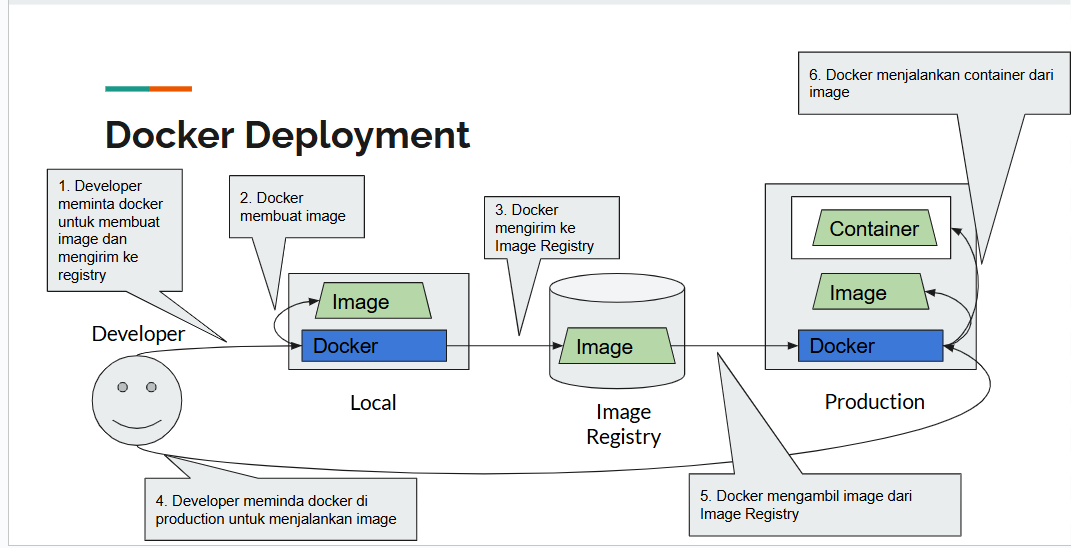 Docker Deployment
1. Developer
meminta docker
untuk membuat
image dan
mengirim ke
registry
2. Docker
membuat image
3. Docker
mengirim ke
Image Registry
6. Docker menjalankan container dari
image
Developer
Image
Docker
Local
Image
Image
Registry
Container
Image
Docker
Production
4. Developer meminda docker di
production untuk menjalankan image
5. Docker mengambil image dari
Image Registry